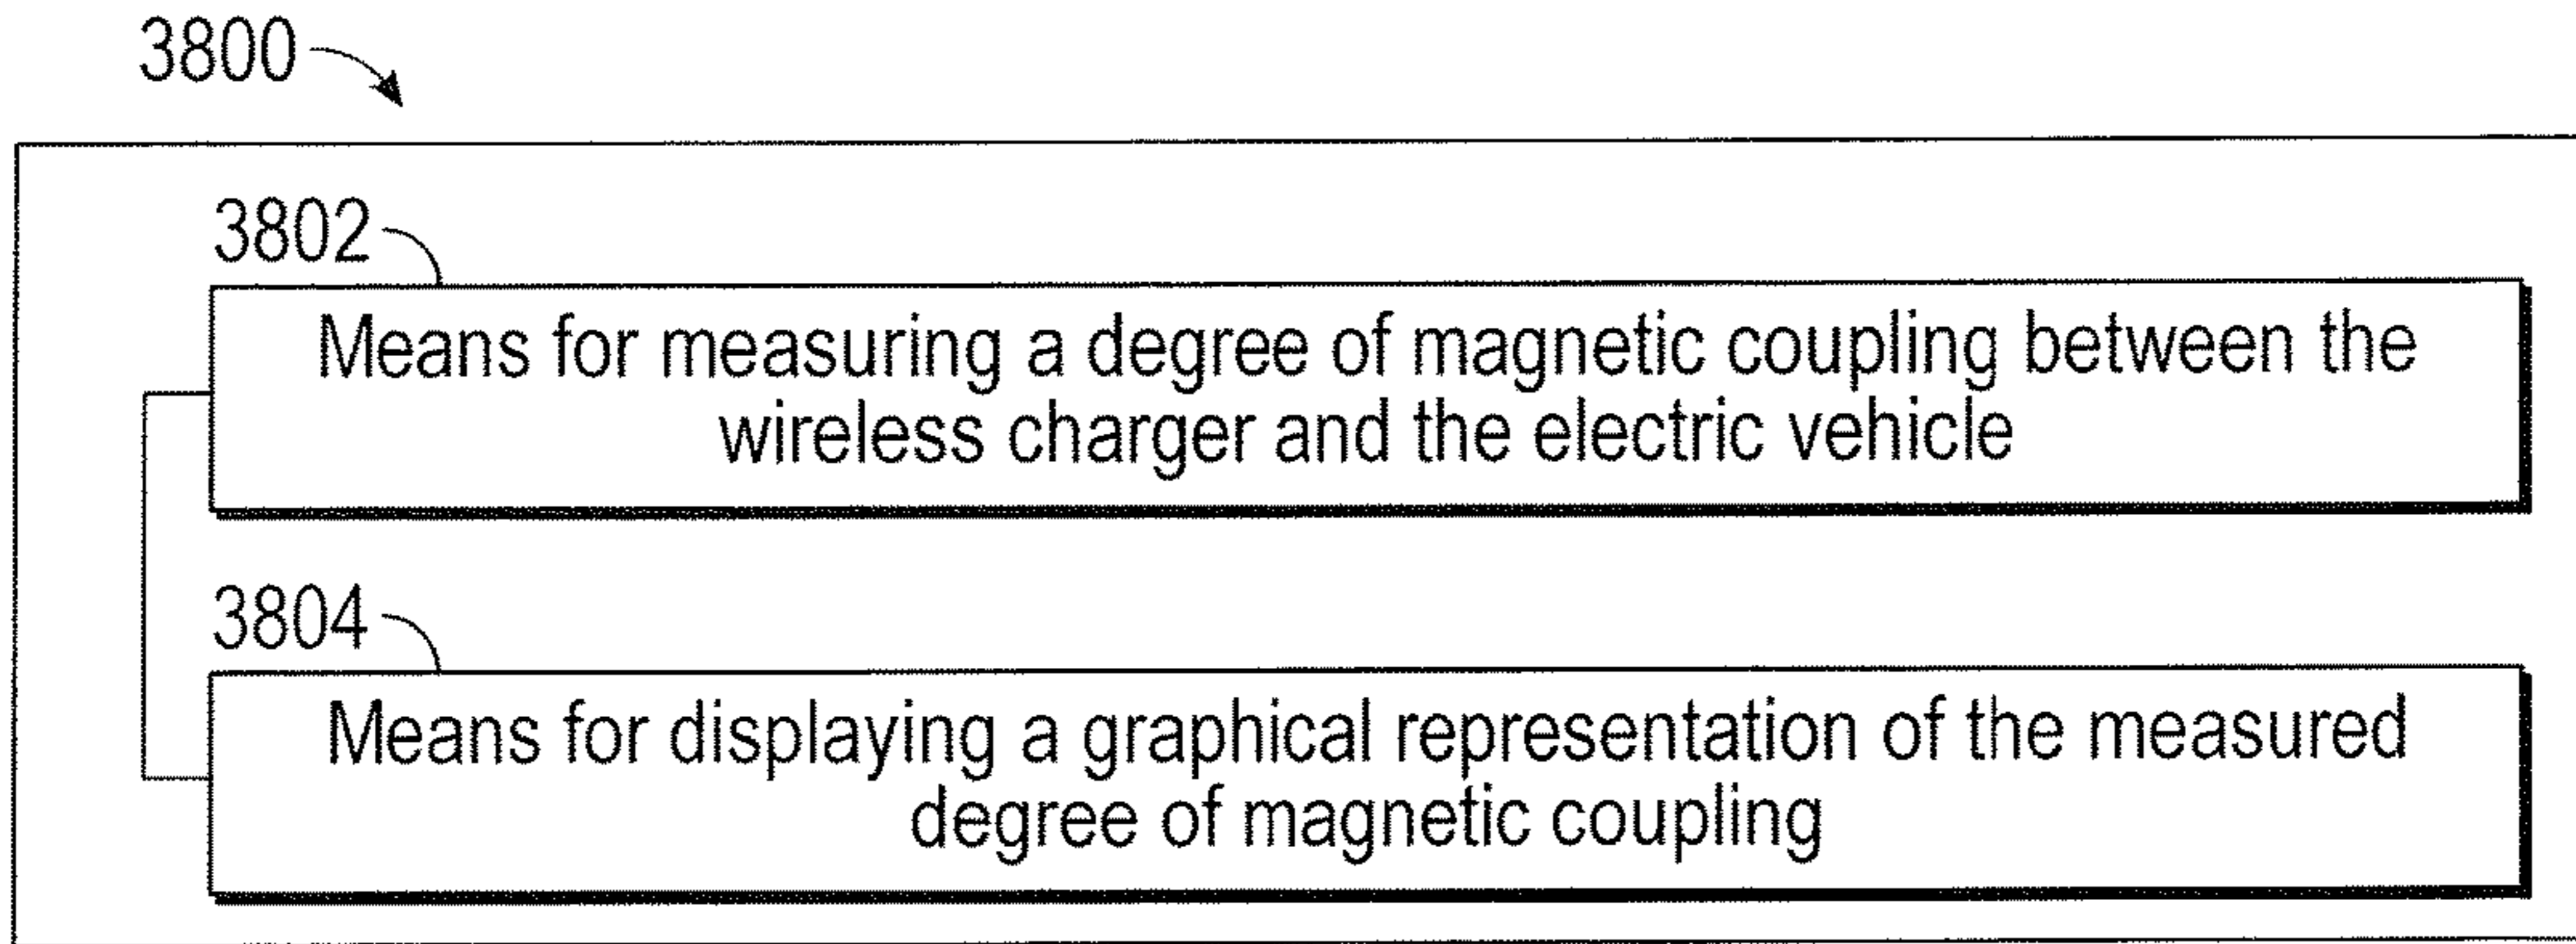 3800
3802
Means for measuring a degree of magnetic coupling between the
wireless charger and the electric vehicle
3804
Means for displaying a graphical representation of the measured
degree of magnetic coupling